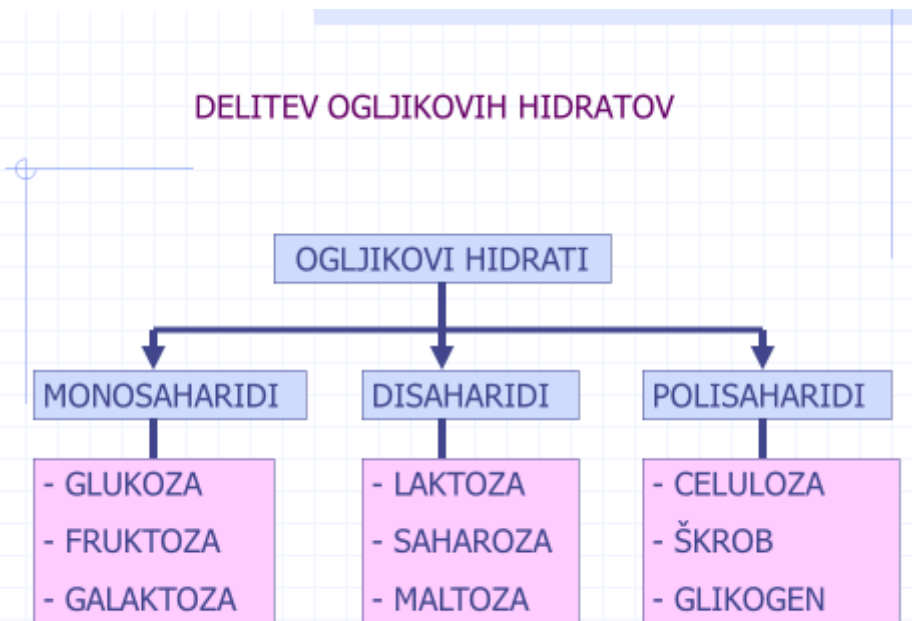 DELITEV OGLJIKOVIH HIDRATOV
OGLJIKOVI HIDRATI
MONOSAHARIDI
- GLUKOZA
- FRUKTOZA
- GALAKTOZA
DISAHARIDI
- LAKTOZA
- SAHAROZA
- MALTOZA
POLISAHARIDI
- CELULOZA
- ŠKROB
- GLIKOGEN